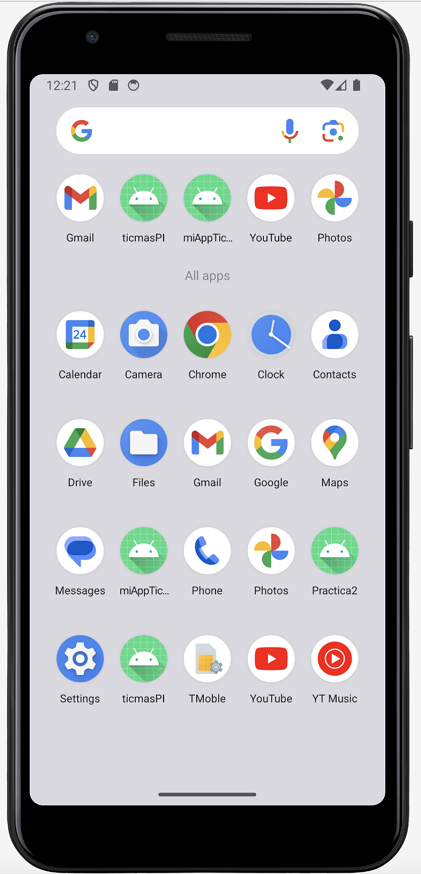 12:21
Gmail ticmasPI miAppTic... YouTube Photos
All apps
24
Calendar Camera Chrome Clock Contacts
Drive Files Gmail Google Maps
Messages miAppTic... Phone Photos Practica2
Settings ticmasPI TMoble YouTube YT Music